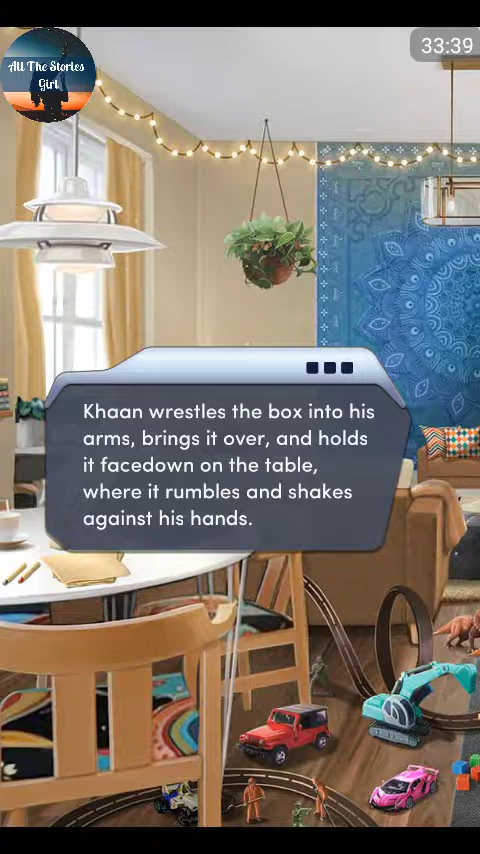 All The Stories
Girl
33:39
Khaan wrestles the box into his
arms, brings it over, and holds
it facedown on the table,
where it rumbles and shakes
against his hands.